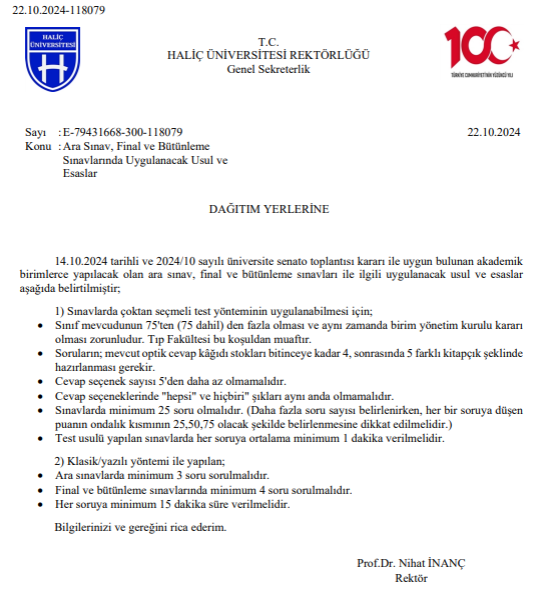 22.10.2024-118079
HALİÇ
ÜNİVERSİTESİ
T.C.
HALİÇ ÜNİVERSİTESİ REKTÖRLÜĞÜ
Genel Sekreterlik
100
TÜRKİYE CUMHURİYETİ'NİN YÜZÜNCÜ YILI
Sayı : E-79431668-300-118079 22.10.2024
Konu : Ara Sınav, Final ve Bütünleme
Sınavlarında Uygulanacak Usul ve
Esaslar
DAĞITIM YERLERİNE
14.10.2024 tarihli ve 2024/10 sayılı üniversite senato toplantısı kararı ile uygun bulunan akademik
birimlerce yapılacak olan ara sınav, final ve bütünleme sınavları ile ilgili uygulanacak usul ve esaslar
aşağıda belirtilmiştir;
1) Sınavlarda çoktan seçmeli test yönteminin uygulanabilmesi için;
• Sınıf mevcudunun 75'ten (75 dahil) den fazla olması ve aynı zamanda birim yönetim kurulu kararı
olması zorunludur. Tıp Fakültesi bu koşuldan muaftır.
• Soruların; mevcut optik cevap kâğıdı stokları bitinceye kadar 4, sonrasında 5 farklı kitapçık şeklinde
hazırlanması gerekir.
• Cevap seçenek sayısı 5'den daha az olmamalıdır.
• Cevap seçeneklerinde "hepsi" ve hiçbiri" şıkları aynı anda olmamalıdır.
• Sınavlarda minimum 25 soru olmalıdır. (Daha fazla soru sayısı belirlenirken, her bir soruya düşen
puanın ondalık kısmının 25,50,75 olacak şekilde belirlenmesine dikkat edilmelidir.)
• Test usulü yapılan sınavlarda her soruya ortalama minimum 1 dakika verilmelidir.
2) Klasik/yazılı yöntemi ile yapılan;
• Ara sınavlarda minimum 3 soru sorulmalıdır.
• Final ve bütünleme sınavlarında minimum 4 soru sorulmalıdır.
• Her soruya minimum 15 dakika süre verilmelidir.
Bilgilerinizi ve gereğini rica ederim.
Prof.Dr. Nihat İNANÇ
Rektör